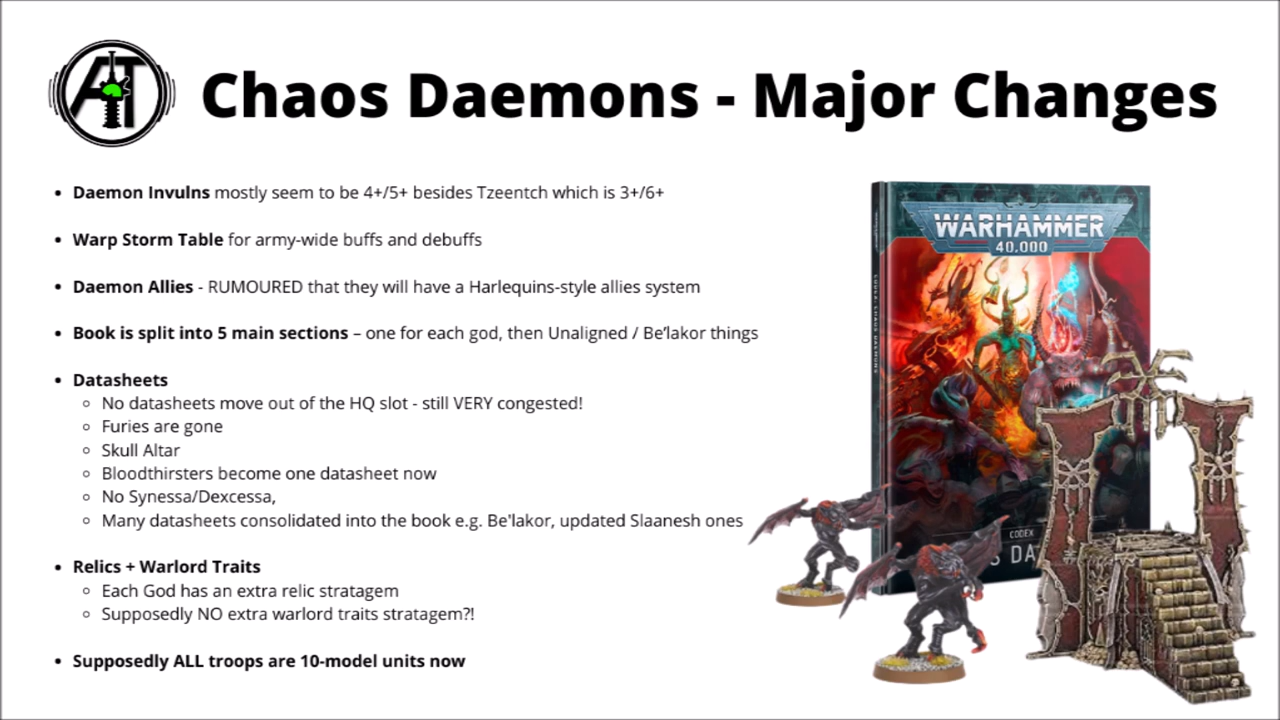 AT
Chaos Daemons - Major Changes
• Daemon Invulns mostly seem to be 4+/5+ besides Tzeentch which is 3+/6+
• Warp Storm Table for army-wide buffs and debuffs
• Daemon Allies - RUMOURED that they will have a Harlequins-style allies system
• Book is split into 5 main sections – one for each god, then Unaligned / Be’lakor things
• Datasheets
◦ No datasheets move out of the HQ slot - still VERY congested!
◦ Furies are gone
◦ Skull Altar
◦ Bloodthirsters become one datasheet now
◦ No Synessa/Dexcessa,
◦ Many datasheets consolidated into the book e.g. Be'lakor, updated Slaanesh ones
• Relics + Warlord Traits
◦ Each God has an extra relic stratagem
◦ Supposedly NO extra warlord traits stratagem?!
• Supposedly ALL troops are 10-model units now
WARHAMMER
40,000
CODEX
S DA